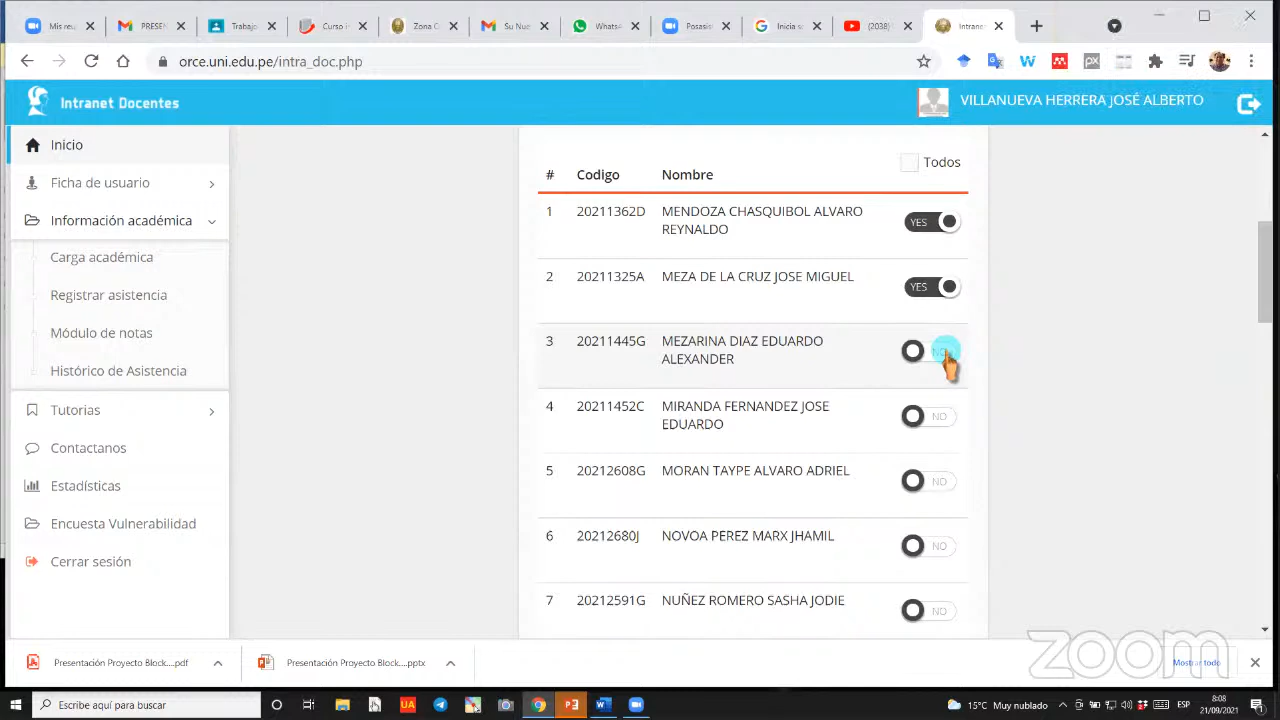 Mis reu
PRESEN
Trabajo
Curso in
Zona C
Su Nue
WhatsA
Posasin
Inicia se
(2038)
Intranet
orce.uni.edu.pe/intra_doc.php
Intranet Docentes
VILLANUEVA HERRERA JOSÉ ALBERTO
Inicio
Ficha de usuario
Información académica
Carga académica
Registrar asistencia
Módulo de notas
Histórico de Asistencia
Tutorias
Contactanos
Estadísticas
Encuesta Vulnerabilidad
Cerrar sesión
Todos
# Codigo Nombre
1 20211362D MENDOZA CHASQUIBOL ALVARO
REYNALDO
YES
2 20211325A MEZA DE LA CRUZ JOSE MIGUEL
YES
3 20211445G MEZARINA DIAZ EDUARDO
ALEXANDER
NO
4 20211452C MIRANDA FERNANDEZ JOSE
EDUARDO
NO
5 20212608G MORAN TAYPE ALVARO ADRIEL
NO
6 20212680J NOVOA PEREZ MARX JHAMIL
NO
7 20212591G NUÑEZ ROMERO SASHA JODIE
NO
Presentación Proyecto Block....pdf
Presentación Proyecto Block....pptx
Mostrar todo
zoom
Escribe aquí para buscar
15°C Muy nublado
ESP
8:08
21/09/2021